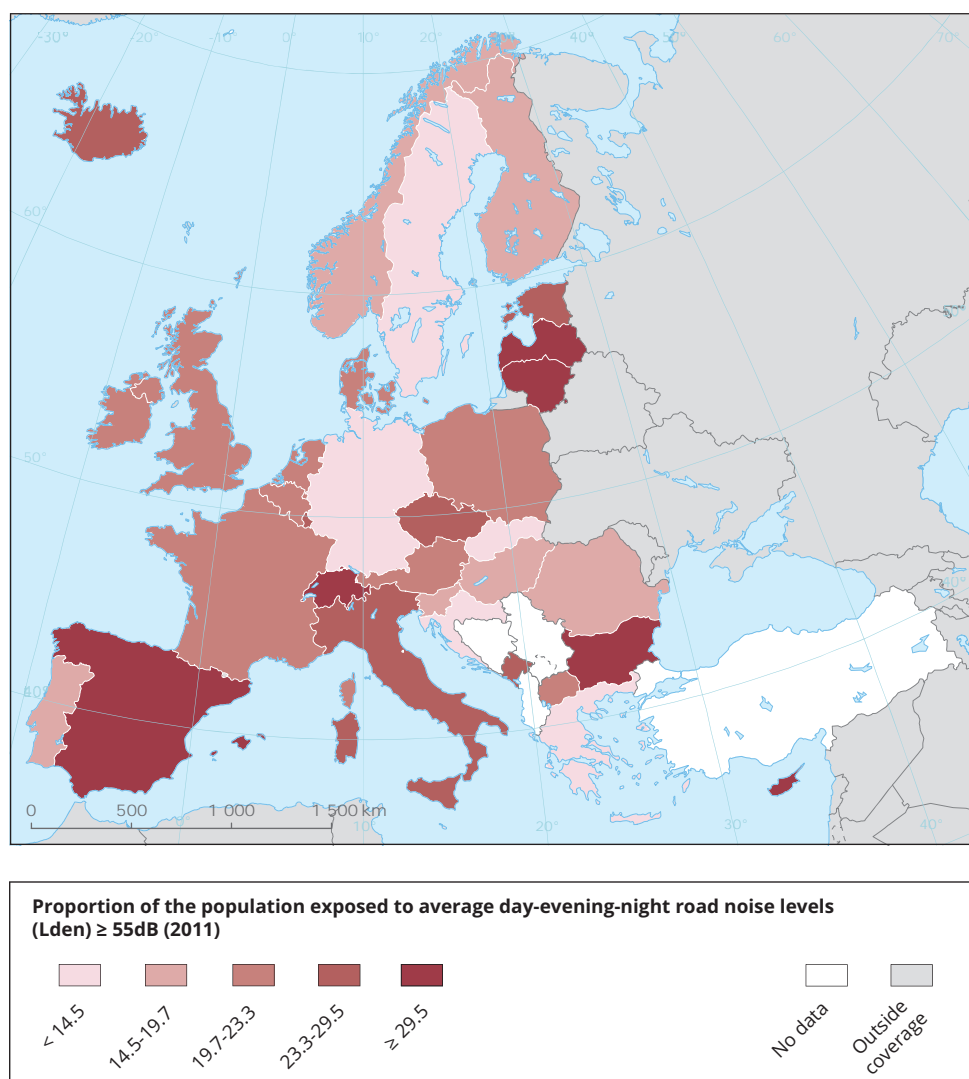 -30° -20° -10° 0° 10° 20° 30° 40° 50° 60° 70°
60°
50°
40°
40°
0 500 1 000 1 500 km
10° 20° 30° 40°
Proportion of the population exposed to average day-evening-night road noise levels
(Lden) ≥ 55dB (2011)
< 14.5
14.5-19.7
19.7-23.3
23.3-29.5
≥ 29.5
No data
Outside
coverage